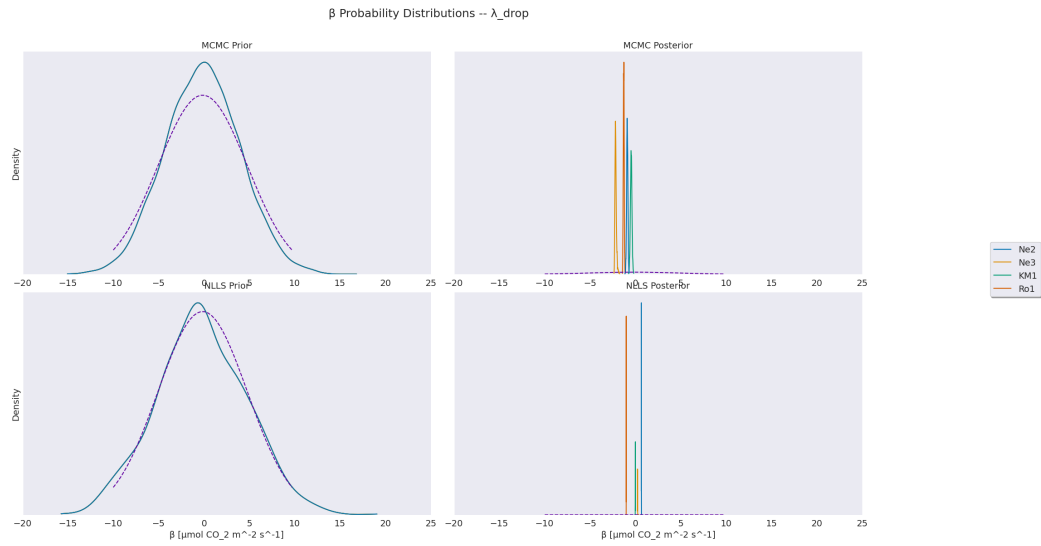 β Probability Distributions -- λ_drop
MCMC Prior
MCMC Posterior
Density
−20 −15 −10 −5 0 5 10 15 20 25
−20 −15 −10 −5 0 5 10 15 20 25
NLLS Prior
NLLS Posterior
Density
−20 −15 −10 −5 0 5 10 15 20 25
−20 −15 −10 −5 0 5 10 15 20 25
β [μmol CO_2 m^-2 s^-1]
β [μmol CO_2 m^-2 s^-1]
Ne2
Ne3
KM1
Ro1